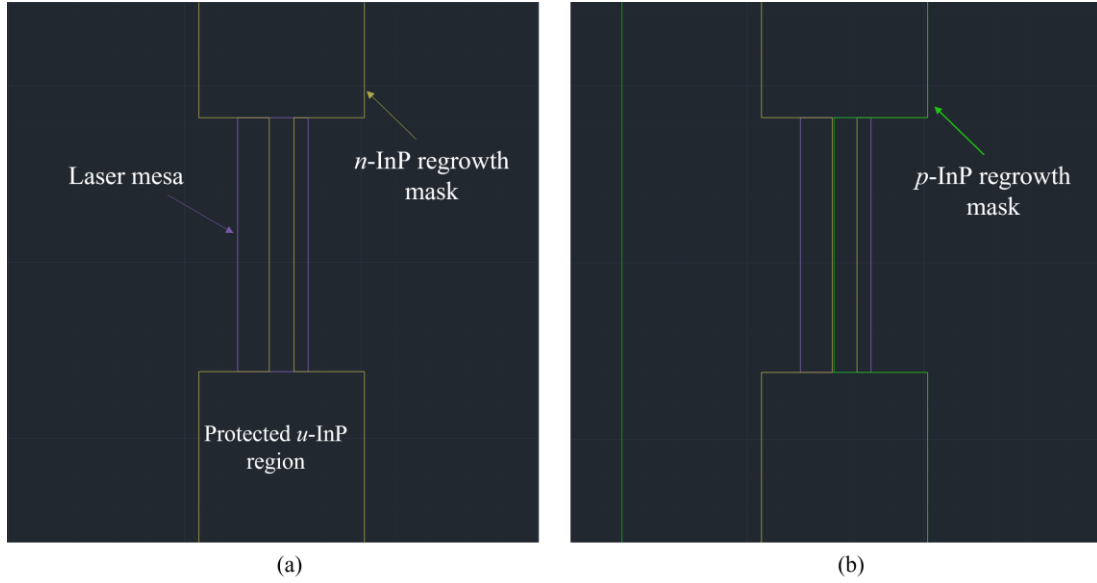 n-InP regrowth
mask
Laser mesa
Protected u-InP
region
(a)
p-InP regrowth
mask
(b)